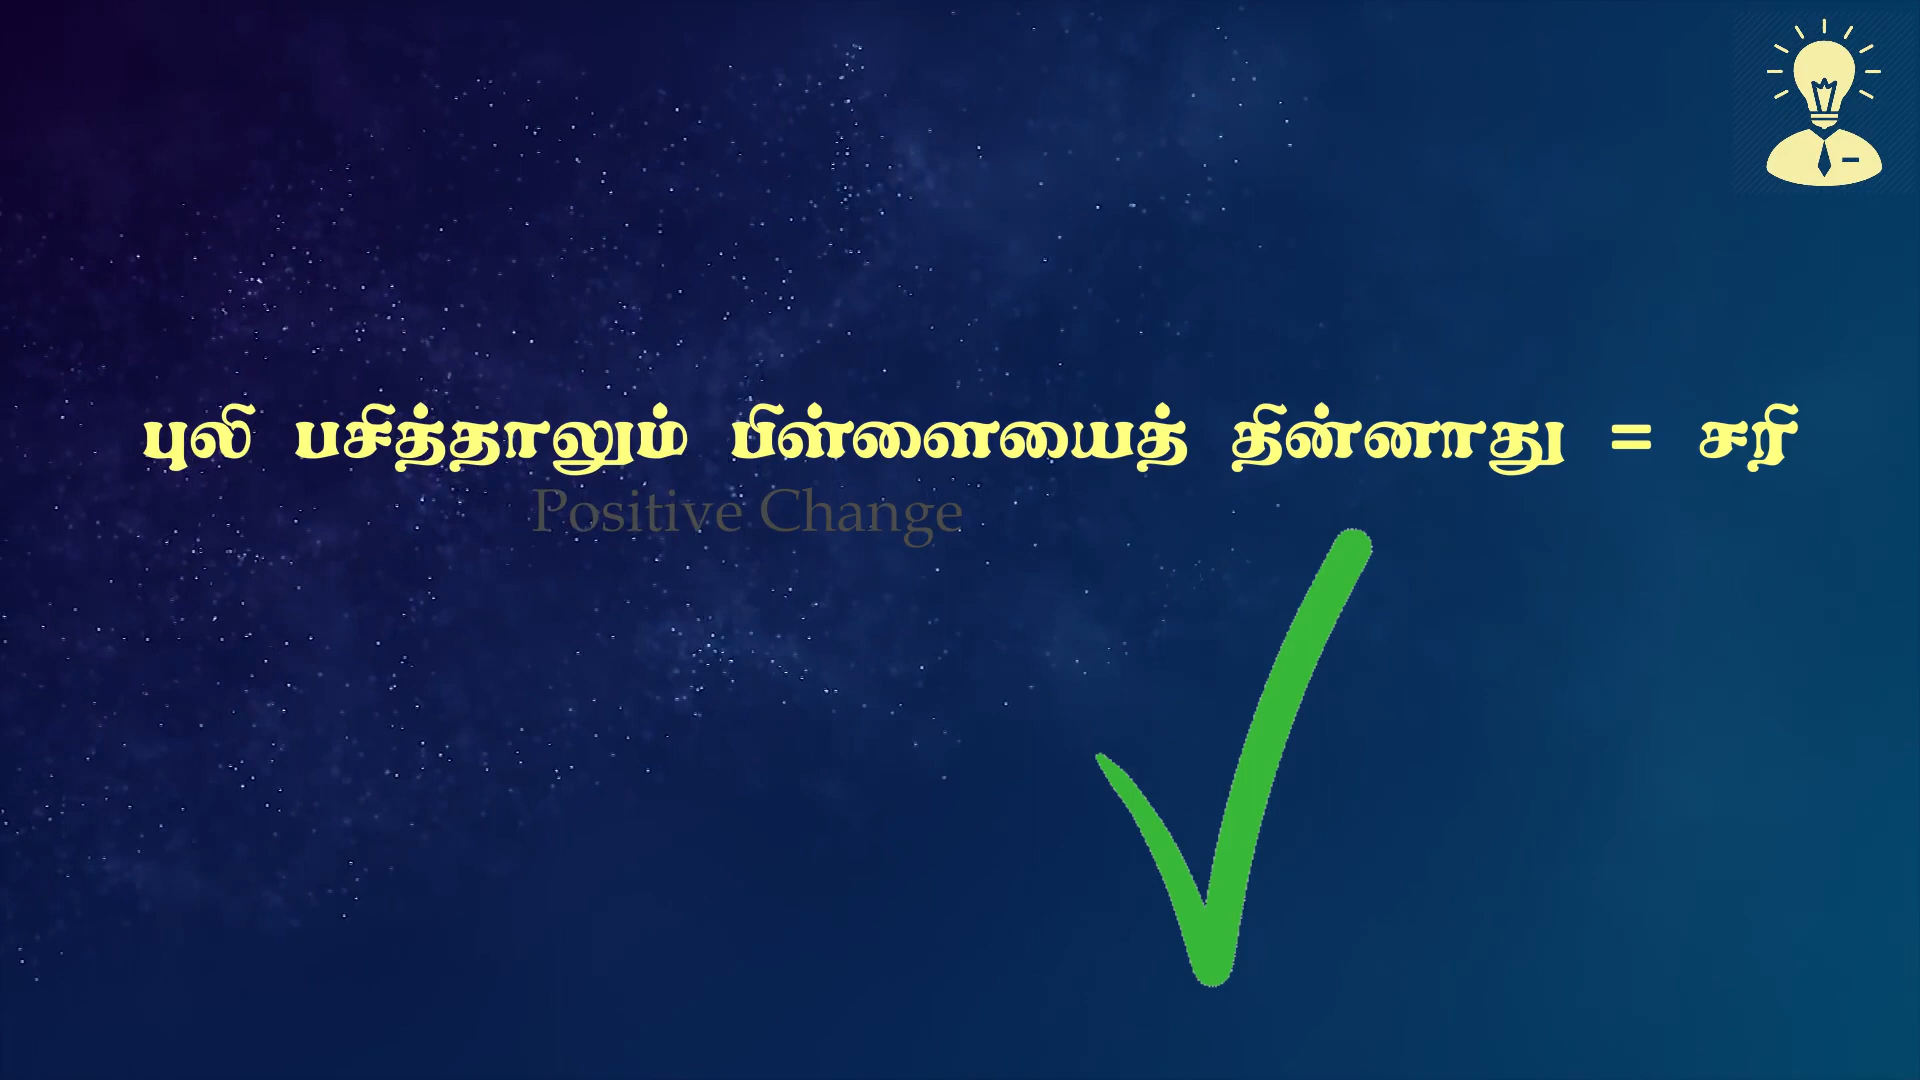 புலி பசித்தாலும் பிள்ளையைத் தின்னாது = சரி
Positive Change